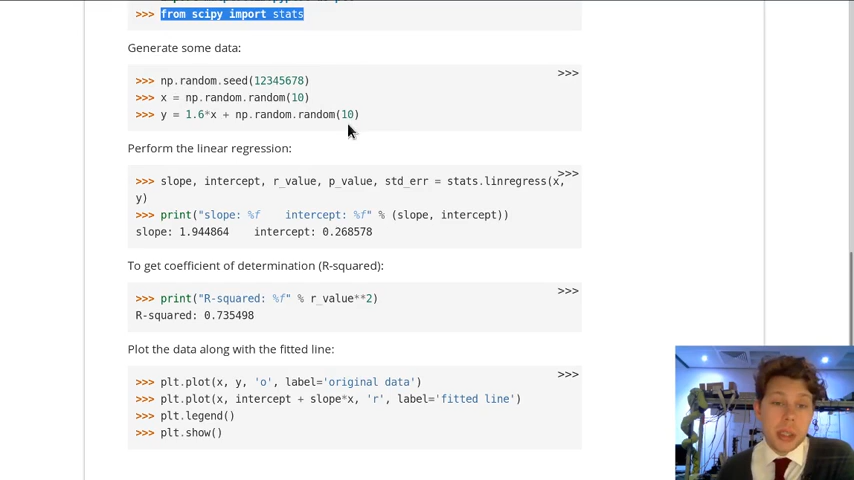 >>> from scipy import stats
Generate some data:
>>>
>>> np.random.seed(12345678)
>>> x = np.random.random(10)
>>> y = 1.6*x + np.random.random(10)
Perform the linear regression:
>>>
>>> slope, intercept, r_value, p_value, std_err = stats.linregress(x,
y)
>>> print("slope: %f    intercept: %f" % (slope, intercept))
slope: 1.944864    intercept: 0.268578
To get coefficient of determination (R-squared):
>>>
>>> print("R-squared: %f" % r_value**2)
R-squared: 0.735498
Plot the data along with the fitted line:
>>>
>>> plt.plot(x, y, 'o', label='original data')
>>> plt.plot(x, intercept + slope*x, 'r', label='fitted line')
>>> plt.legend()
>>> plt.show()